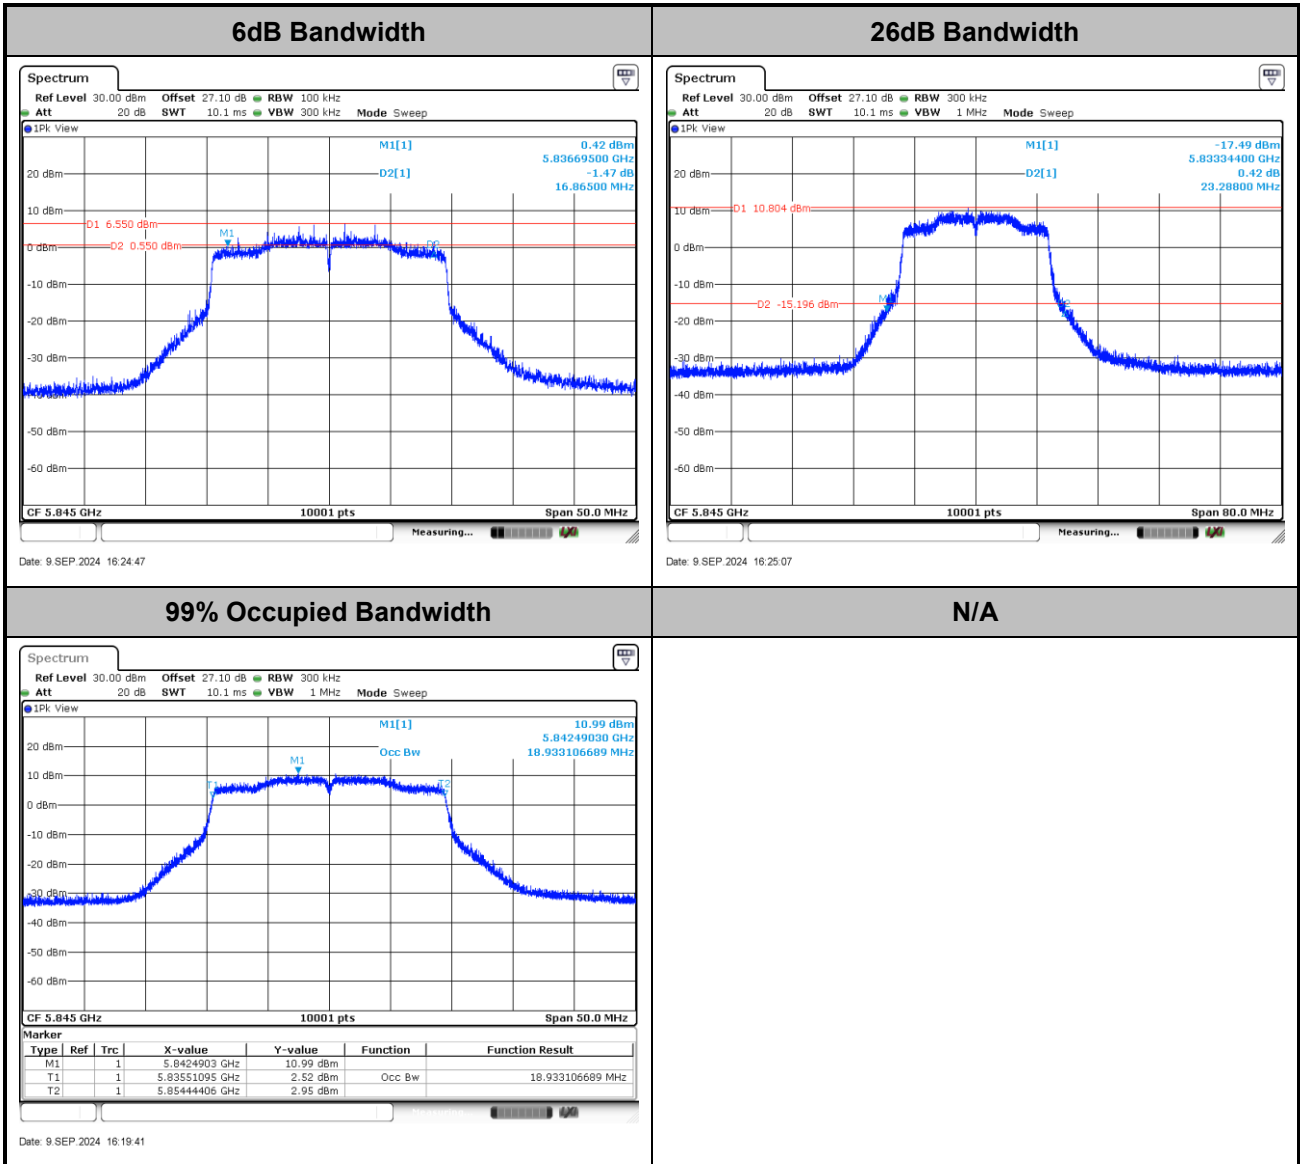 6dB Bandwidth
26dB Bandwidth
Spectrum
Ref Level 30.00 dBm Offset 27.10 dB RBW 100 kHz
Att 20 dB SWT 10.1 ms VBW 300 kHz Mode Sweep
1Pk View
M1[1] 0.42 dBm
5.83669500 GHz
D2[1] -1.47 dB
16.86500 MHz
20 dBm
10 dBm
D1 6.550 dBm
M1
D2 0.550 dBm
D2
0 dBm
-10 dBm
-20 dBm
-30 dBm
-40 dBm
-50 dBm
-60 dBm
CF 5.845 GHz 10001 pts Span 50.0 MHz
Measuring...
Date: 9.SEP.2024 16:24:47
Spectrum
Ref Level 30.00 dBm Offset 27.10 dB RBW 300 kHz
Att 20 dB SWT 10.1 ms VBW 1 MHz Mode Sweep
1Pk View
M1[1] -17.49 dBm
5.83334400 GHz
D2[1] 0.42 dB
23.28800 MHz
20 dBm
10 dBm
D1 10.804 dBm
0 dBm
-10 dBm
D2 -15.196 dBm
-20 dBm
-30 dBm
-40 dBm
-50 dBm
-60 dBm
CF 5.845 GHz 10001 pts Span 80.0 MHz
Measuring...
Date: 9.SEP.2024 16:25:07
99% Occupied Bandwidth
N/A
Spectrum
Ref Level 30.00 dBm Offset 27.10 dB RBW 300 kHz
Att 20 dB SWT 10.1 ms VBW 1 MHz Mode Sweep
1Pk View
M1[1] 10.99 dBm
5.84249030 GHz
Occ Bw 18.933106689 MHz
20 dBm
M1
10 dBm
T1
T2
0 dBm
-10 dBm
-20 dBm
-30 dBm
-40 dBm
-50 dBm
-60 dBm
CF 5.845 GHz 10001 pts Span 50.0 MHz
Marker
Type Ref Trc X-value Y-value Function Function Result
M1 1 5.8424903 GHz 10.99 dBm
T1 1 5.83551095 GHz 2.52 dBm Occ Bw 18.933106689 MHz
T2 1 5.85444406 GHz 2.95 dBm
Measuring...
Date: 9.SEP.2024 16:19:41